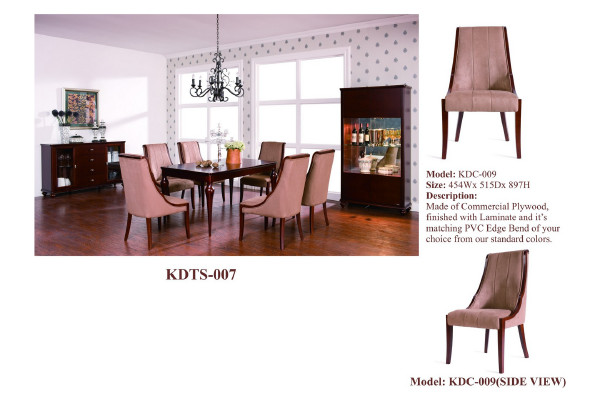 KDTS-007
Model: KDC-009
Size: 454Wx 515Dx 897H
Description:
Made of Commercial Plywood,
finished with Laminate and it's
matching PVC Edge Bend of your
choice from our standard colors.
Model: KDC-009(SIDE VIEW)